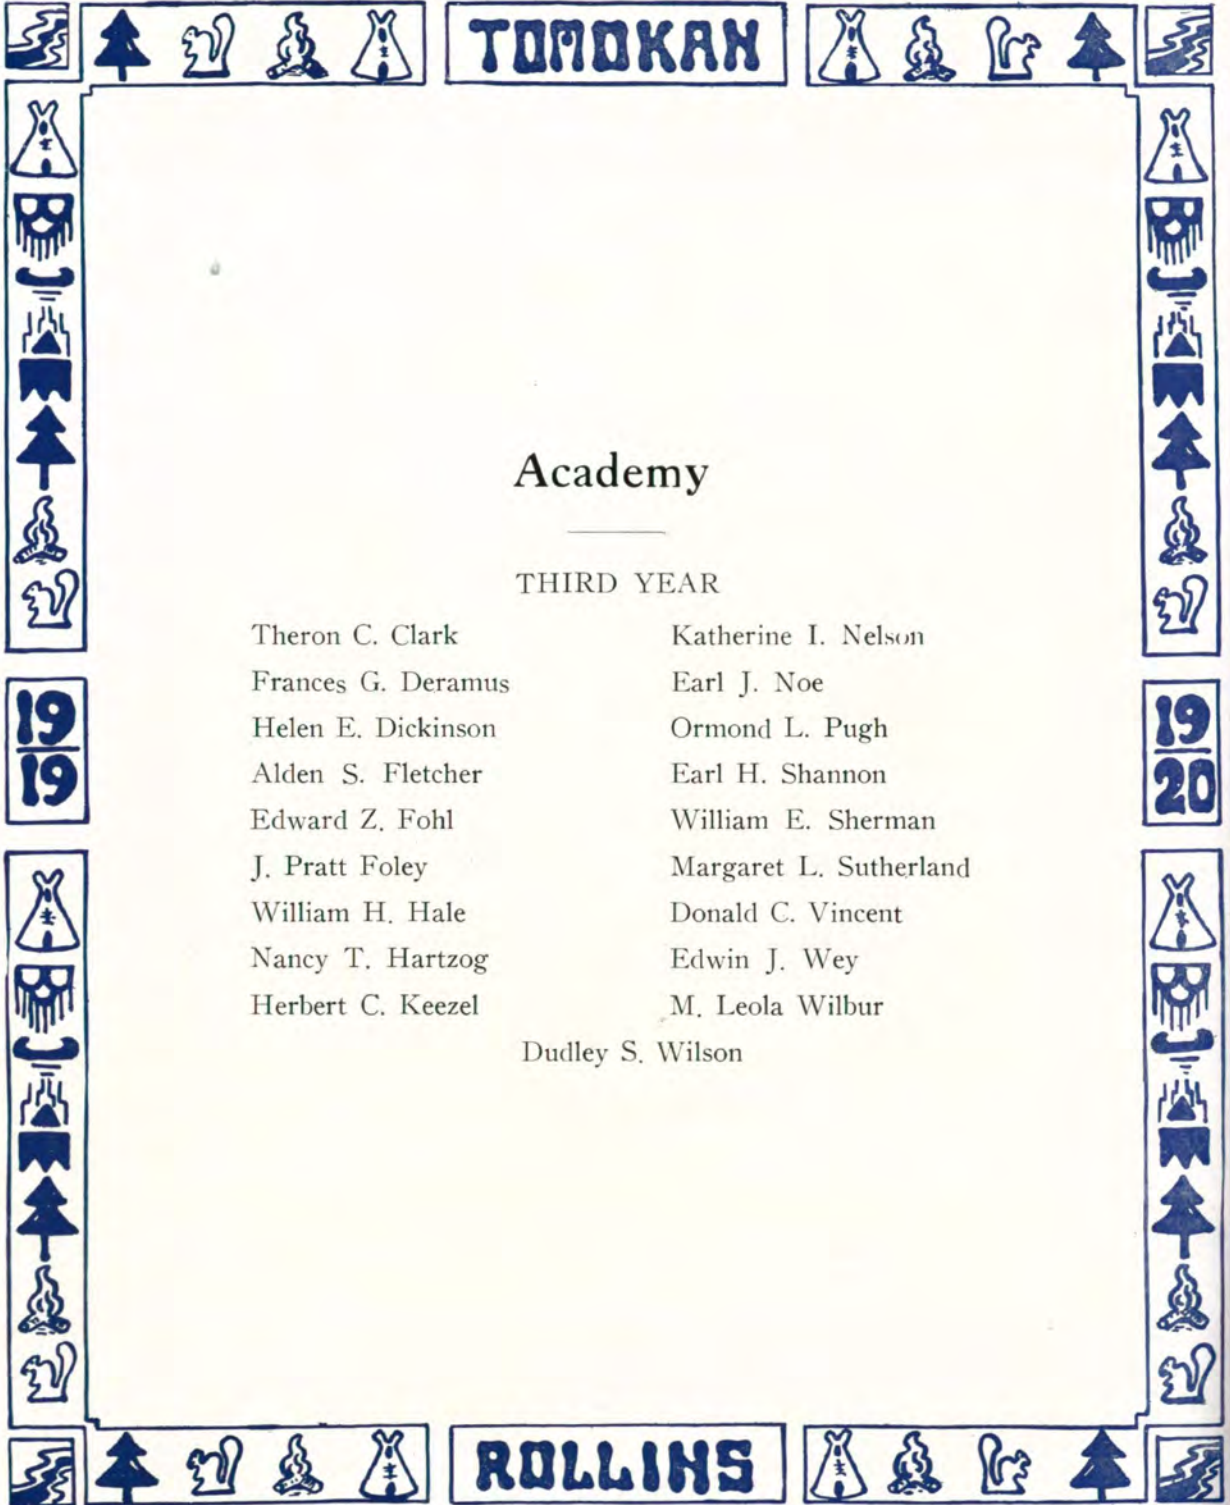 TOMOKAN
Academy
THIRD YEAR
Theron C. Clark
Frances G. Deramus
Helen E. Dickinson
Alden S. Fletcher
Edward Z. Fohl
J. Pratt Foley
William H. Hale
Nancy T. Hartzog
Herbert C. Keezel
Katherine I. Nelson
Earl J. Noe
Ormond L. Pugh
Earl H. Shannon
William E. Sherman
Margaret L. Sutherland
Donald C. Vincent
Edwin J. Wey
M. Leola Wilbur
Dudley S. Wilson
19
19
19
20
ROLLINS